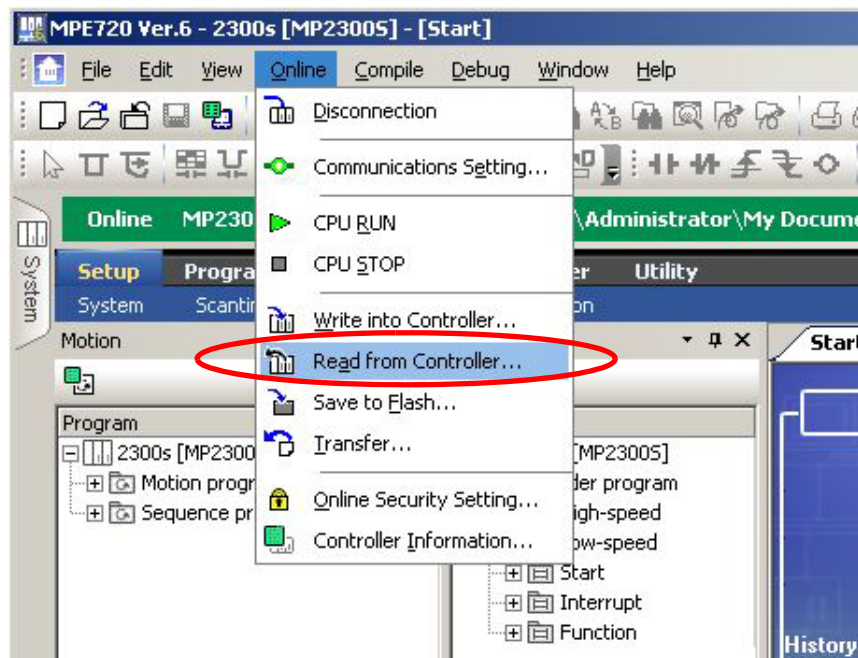 MPE720 Ver.6 - 2300s [MP2300S] - [Start]
File Edit View Online Compile Debug Window Help
Disconnection
Communications Setting...
CPU RUN
CPU STOP
Write into Controller...
Read from Controller...
Save to Flash...
Transfer...
Online Security Setting...
Controller Information...
Online MP230 \Administrator\My Docume
Setup Progra er Utility
System Scanti on
System
Motion
Program
2300s [MP2300
Motion progr
Sequence pr
[MP2300S]
der program
igh-speed
ow-speed
Start
Interrupt
Function
Start
History